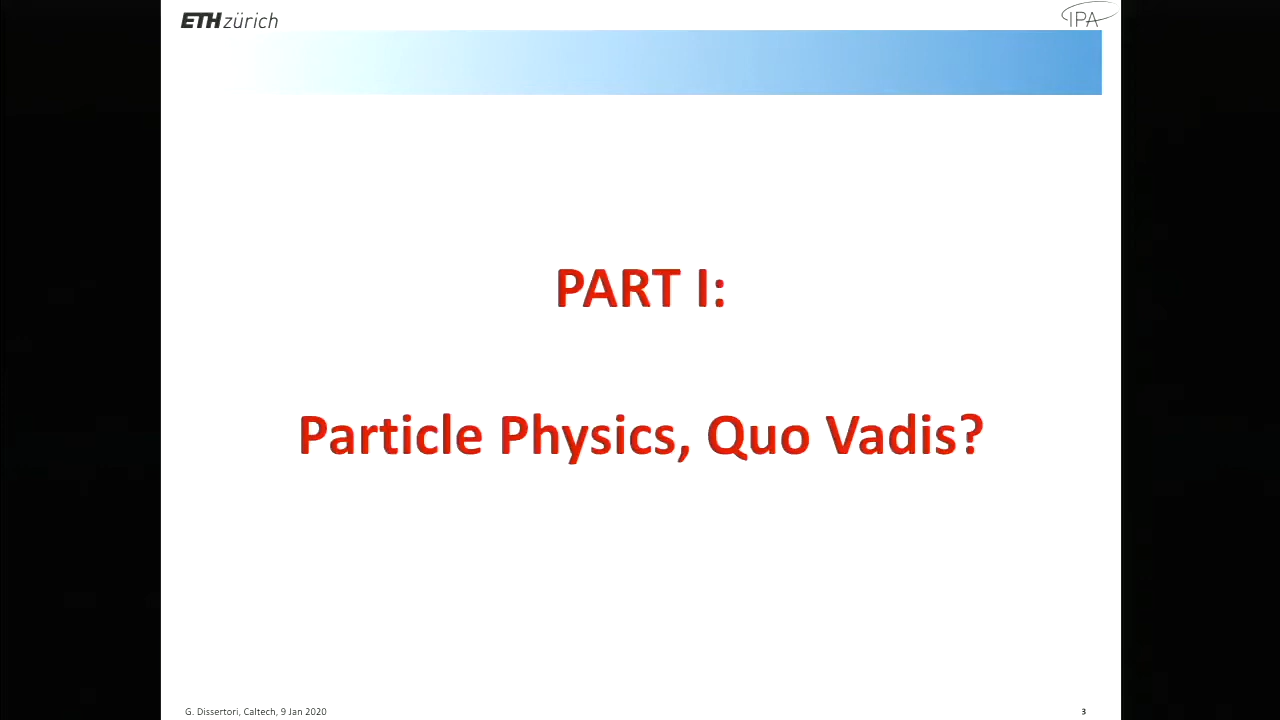 ETH zürich
IPA
PART I:
Particle Physics, Quo Vadis?
G. Dissertori, Caltech, 9 Jan 2020
3